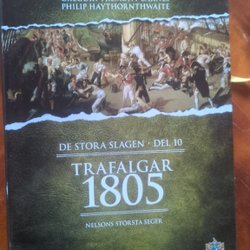 PHILIP HAYTHORNTHWAITE
DE STORA SLAGEN · DEL 10
TRAFALGAR
1805
NELSONS STÖRSTA SEGER